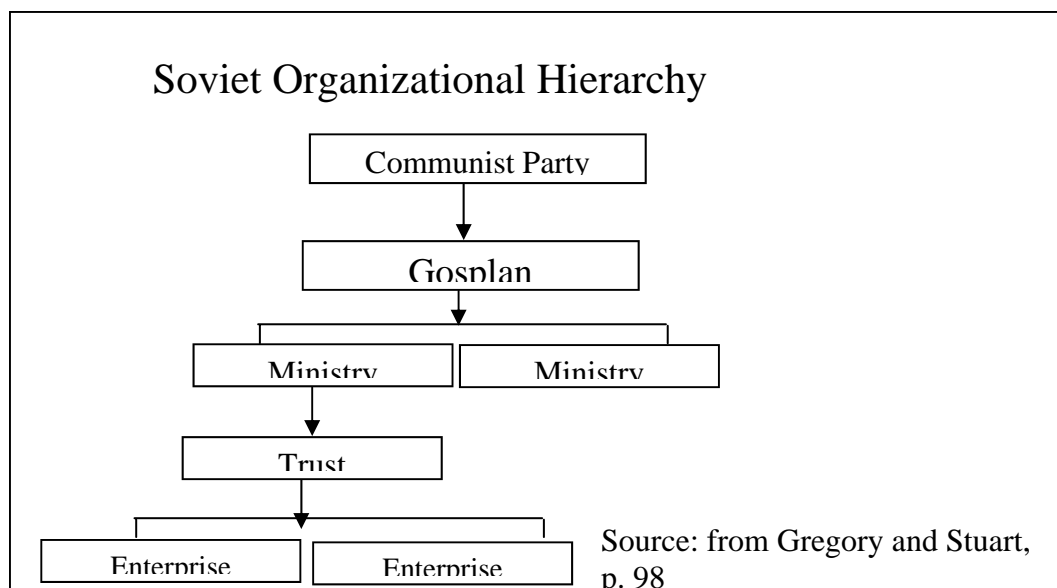 Soviet Organizational Hierarchy
Communist Party
Gosplan
Ministry
Ministry
Trust
Enterprise
Enterprise
Source: from Gregory and Stuart,
p. 98